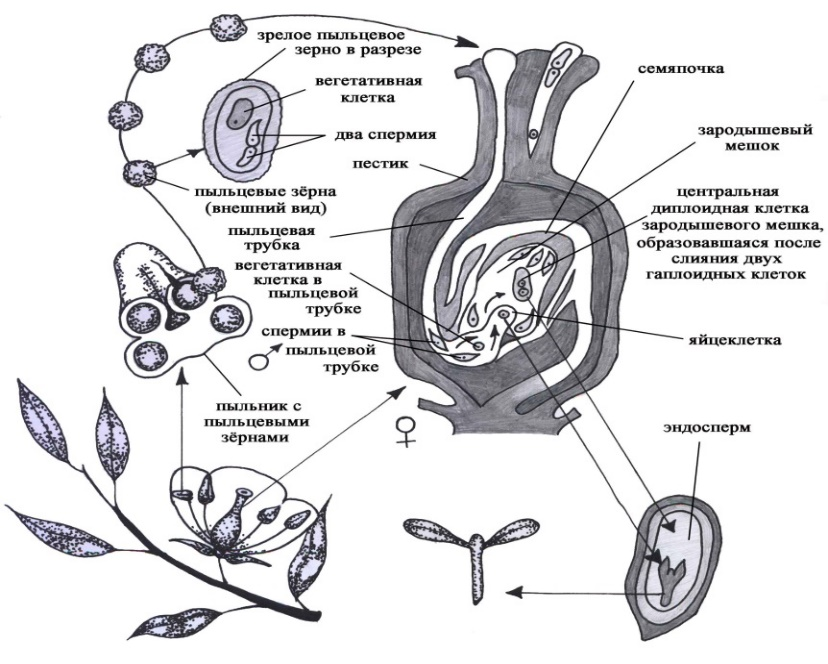 зрелое пыльцевое
зерно в разрезе
вегетативная
клетка
два спермия
пестик
пыльцевые зёрна
(внешний вид)
пыльцевая
трубка
вегетативная
клетка в
пыльцевой
трубке
спермии в
пыльцевой
трубке
пыльник с
пыльцевыми
зёрнами
семяпочка
зародышевый
мешок
центральная
диплоидная клетка
зародышевого мешка,
образовавшаяся после
слияния двух
гаплоидных клеток
яйцеклетка
эндосперм